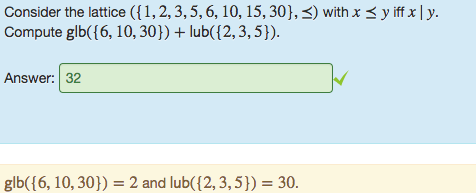 Consider the lattice ({1, 2, 3, 5, 6, 10, 15, 30}, ⪯) with x ⪯ y iff x | y.
Compute glb({6, 10, 30}) + lub({2, 3, 5}).
Answer: 32
glb({6, 10, 30}) = 2 and lub({2, 3, 5}) = 30.